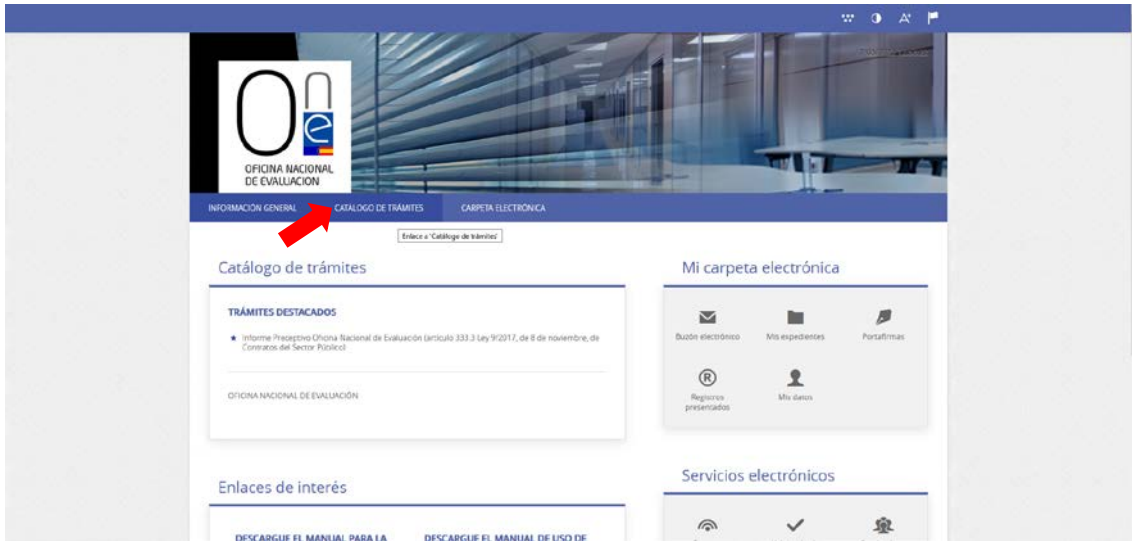 OFICINA NACIONAL
DE EVALUACION
INFORMACIÓN GENERAL
CATÁLOGO DE TRÁMITES
CARPETA ELECTRÓNICA
Enlace a 'Catálogo de trámites'
Catálogo de trámites
TRÁMITES DESTACADOS
Informe Preceptivo Oficina Nacional de Evaluación (artículo 333.3 Ley 9/2017, de 8 de noviembre, de
Contratos del Sector Público)
OFICINA NACIONAL DE EVALUACIÓN
Mi carpeta electrónica
Buzón electrónico
Mis expedientes
Portafirmas
Registros
presentados
Mis datos
Enlaces de interés
DESCARGUE EL MANUAL PARA LA
DESCARGUE EL MANUAL DE USO DE
Servicios electrónicos